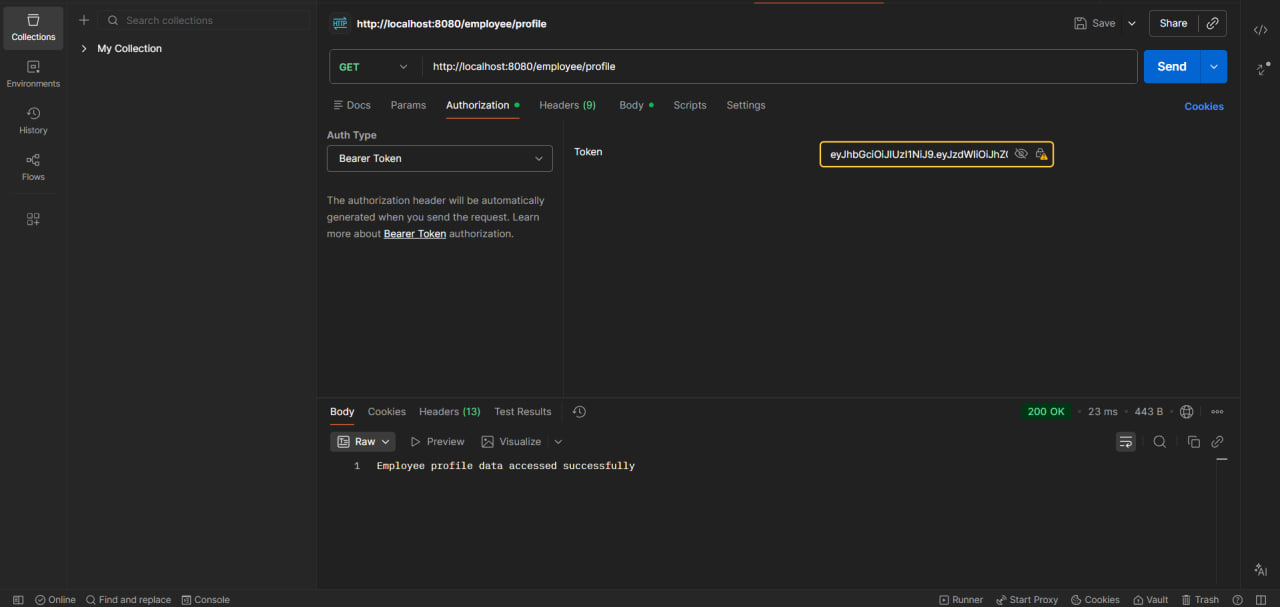 Collections
Environments
History
Flows
Search collections
My Collection
HTTP http://localhost:8080/employee/profile
Save
Share
GET http://localhost:8080/employee/profile
Send
Docs Params Authorization Headers (9) Body Scripts Settings
Cookies
Auth Type
Bearer Token
The authorization header will be automatically
generated when you send the request. Learn
more about Bearer Token authorization.
Token
Body Cookies Headers (13) Test Results
200 OK • 23 ms • 443 B
Raw Preview Visualize
1 Employee profile data accessed successfully
AI
Online Find and replace Console
Runner Start Proxy Cookies Vault Trash